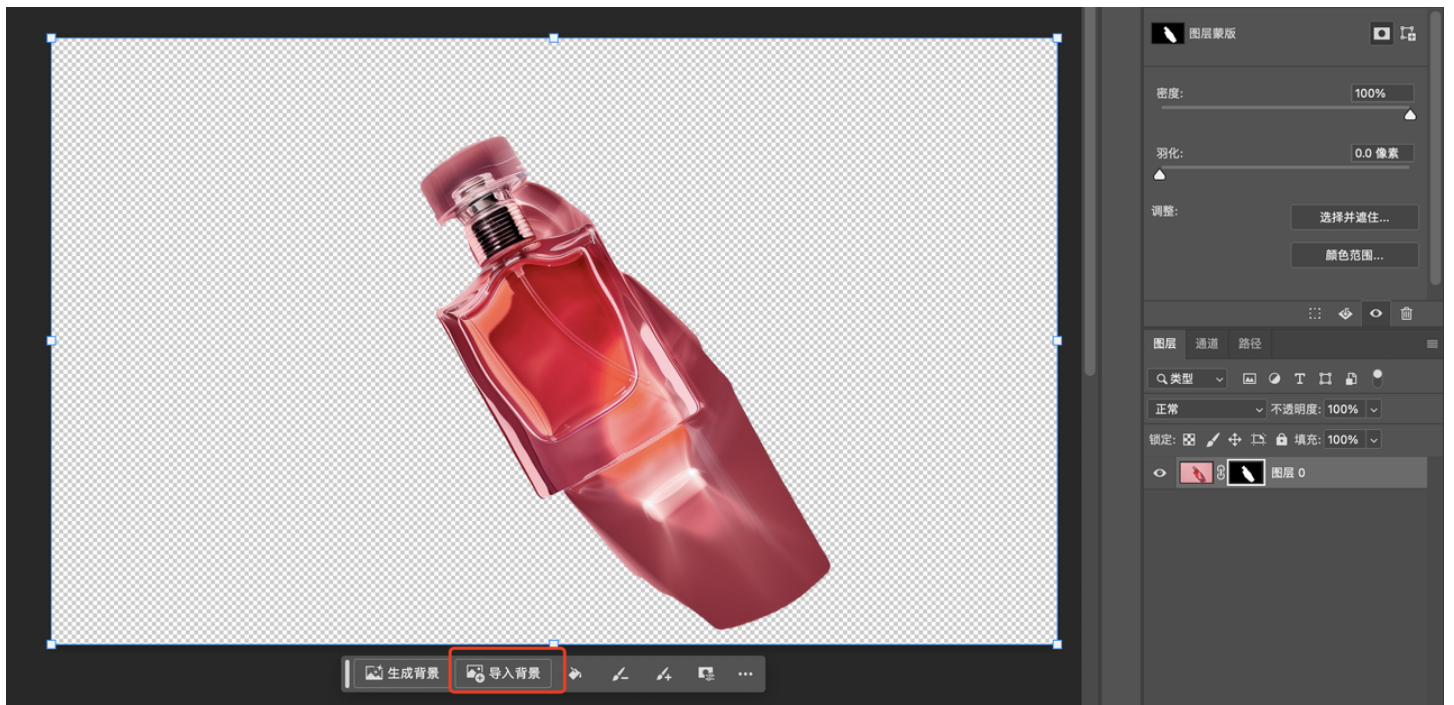 图层蒙版
密度:
100%
羽化:
0.0 像素
调整:
选择并遮住...
颜色范围...
图层 通道 路径
类型
正常 不透明度: 100%
锁定: 填充: 100%
图层 0
生成背景 导入背景